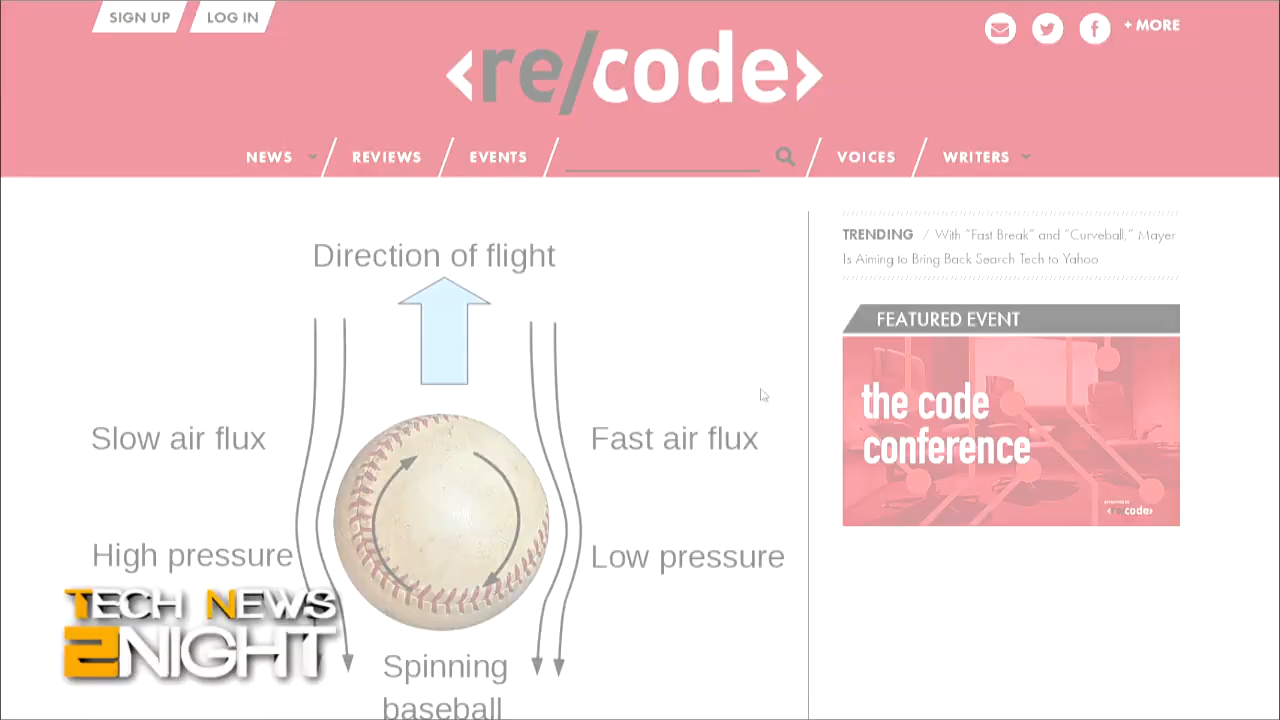 SIGN UP
LOG IN
+ MORE
<re/code>
NEWS
REVIEWS
EVENTS
VOICES
WRITERS
Direction of flight
Slow air flux
Fast air flux
High pressure
Low pressure
Spinning
baseball
TRENDING / With "Fast Break" and "Curveball," Mayer
Is Aiming to Bring Back Search Tech to Yahoo
FEATURED EVENT
the code
conference
<re/code>
TECH NEWS
2NIGHT